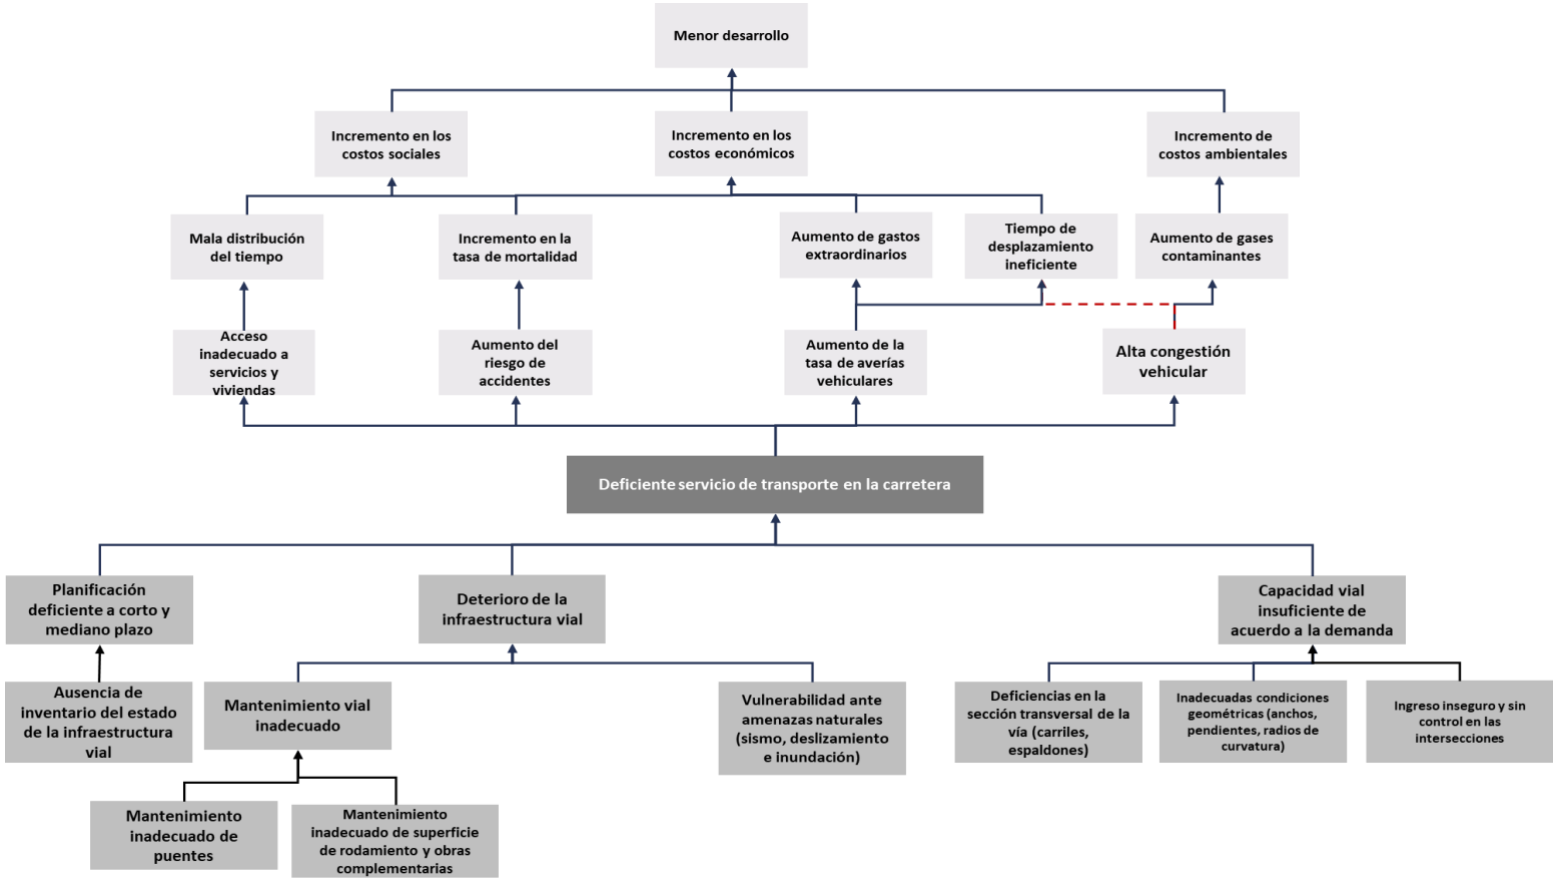 Menor desarrollo
Incremento en los
costos sociales
Incremento en los
costos económicos
Incremento de
costos ambientales
Mala distribución
del tiempo
Incremento en la
tasa de mortalidad
Aumento de gastos
extraordinarios
Tiempo de
desplazamiento
ineficiente
Aumento de gases
contaminantes
Acceso
inadecuado a
servicios y
viviendas
Aumento del
riesgo de
accidentes
Aumento de la
tasa de averías
vehiculares
Alta congestión
vehicular
Deficiente servicio de transporte en la carretera
Planificación
deficiente a corto y
mediano plazo
Deterioro de la
infraestructura vial
Capacidad vial
insuficiente de
acuerdo a la demanda
Ausencia de
inventario del estado
de la infraestructura
vial
Mantenimiento vial
inadecuado
Vulnerabilidad ante
amenazas naturales
(sismo, deslizamiento
e inundación)
Deficiencias en la
sección transversal de la
vía (carriles,
espaldones)
Inadecuadas condiciones
geométricas (anchos,
pendientes, radios de
curvatura)
Ingreso inseguro y sin
control en las
intersecciones
Mantenimiento
inadecuado de
puentes
Mantenimiento
inadecuado de superficie
de rodamiento y obras
complementarias